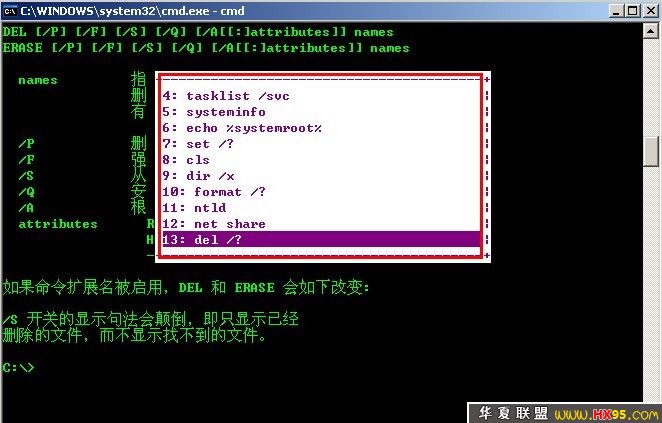 C:\WINDOWS\system32\cmd.exe - cmd
DEL [/P] [/F] [/S] [/Q] [/A[[:]attributes]] names
ERASE [/P] [/F] [/S] [/Q] [/A[[:]attributes]] names
names 指
删
有
/P 删
/F 强
/S 从
/Q 安
/A 根
attributes R
H
-
4: tasklist /svc
5: systeminfo
6: echo %systemroot%
7: set /?
8: cls
9: dir /x
10: format /?
11: ntld
12: net share
13: del /?
如果命令扩展名被启用，DEL 和 ERASE 会如下改变:
/S 开关的显示句法会颠倒，即只显示已经
删除的文件，而不显示找不到的文件。
C:\>
华夏联盟 www.HX95.com